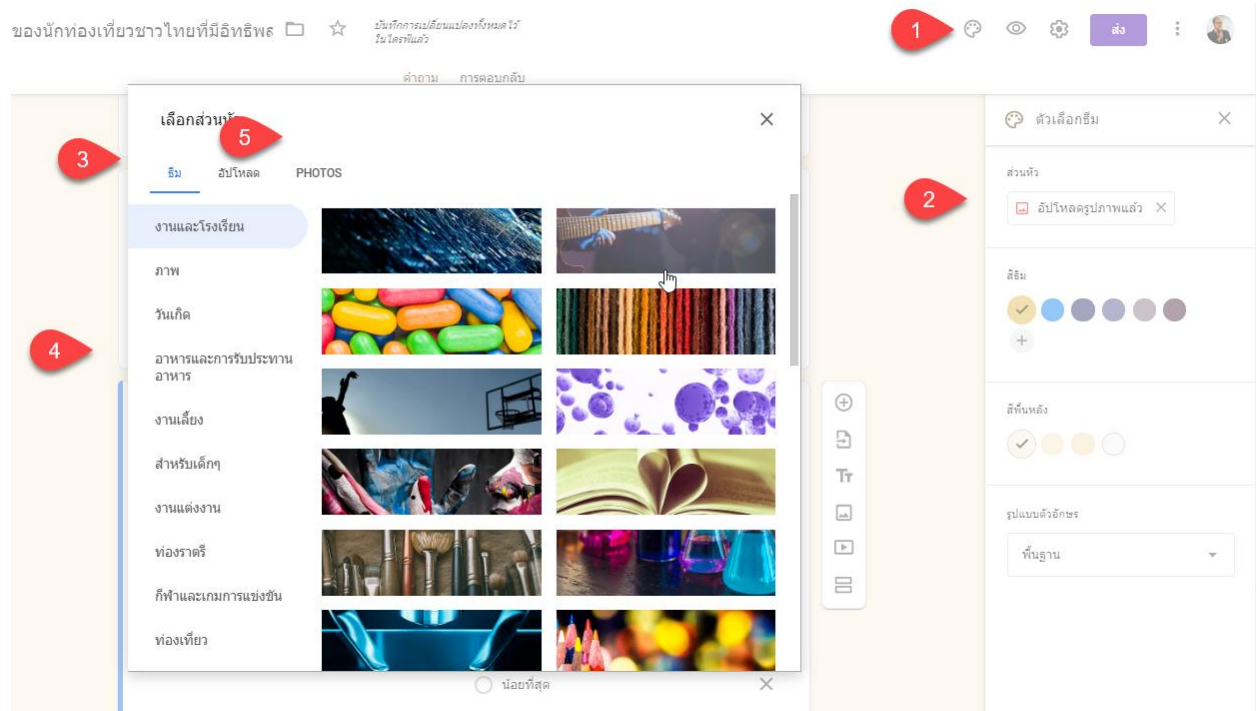 ของนักท่องเที่ยวชาวไทยที่มีอิทธิพล
บันทึกการเปลี่ยนแปลงทั้งหมดไว้
ในไดรฟ์แล้ว
1
ส่ง
คำถาม การตอบกลับ
เลือกส่วนหัว
5
3
ธีม อัปโหลด PHOTOS
งานและโรงเรียน
ภาพ
วันเกิด
4
อาหารและการรับประทาน
อาหาร
งานเลี้ยง
สำหรับเด็กๆ
งานแต่งงาน
ท่องราตรี
กีฬาและเกมการแข่งขัน
ท่องเที่ยว
น้อยที่สุด
Tт
ตัวเลือกธีม
ส่วนหัว
2
อัปโหลดรูปภาพแล้ว
สีธีม
สีพื้นหลัง
รูปแบบตัวอักษร
พื้นฐาน